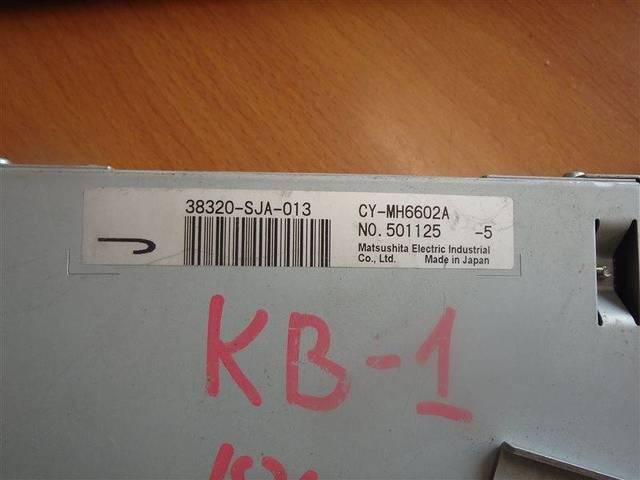 38320-SJA-013
CY-MH6602A
NO. 501125 -5
Matsushita Electric Industrial
Co., Ltd. Made in Japan
KB-1